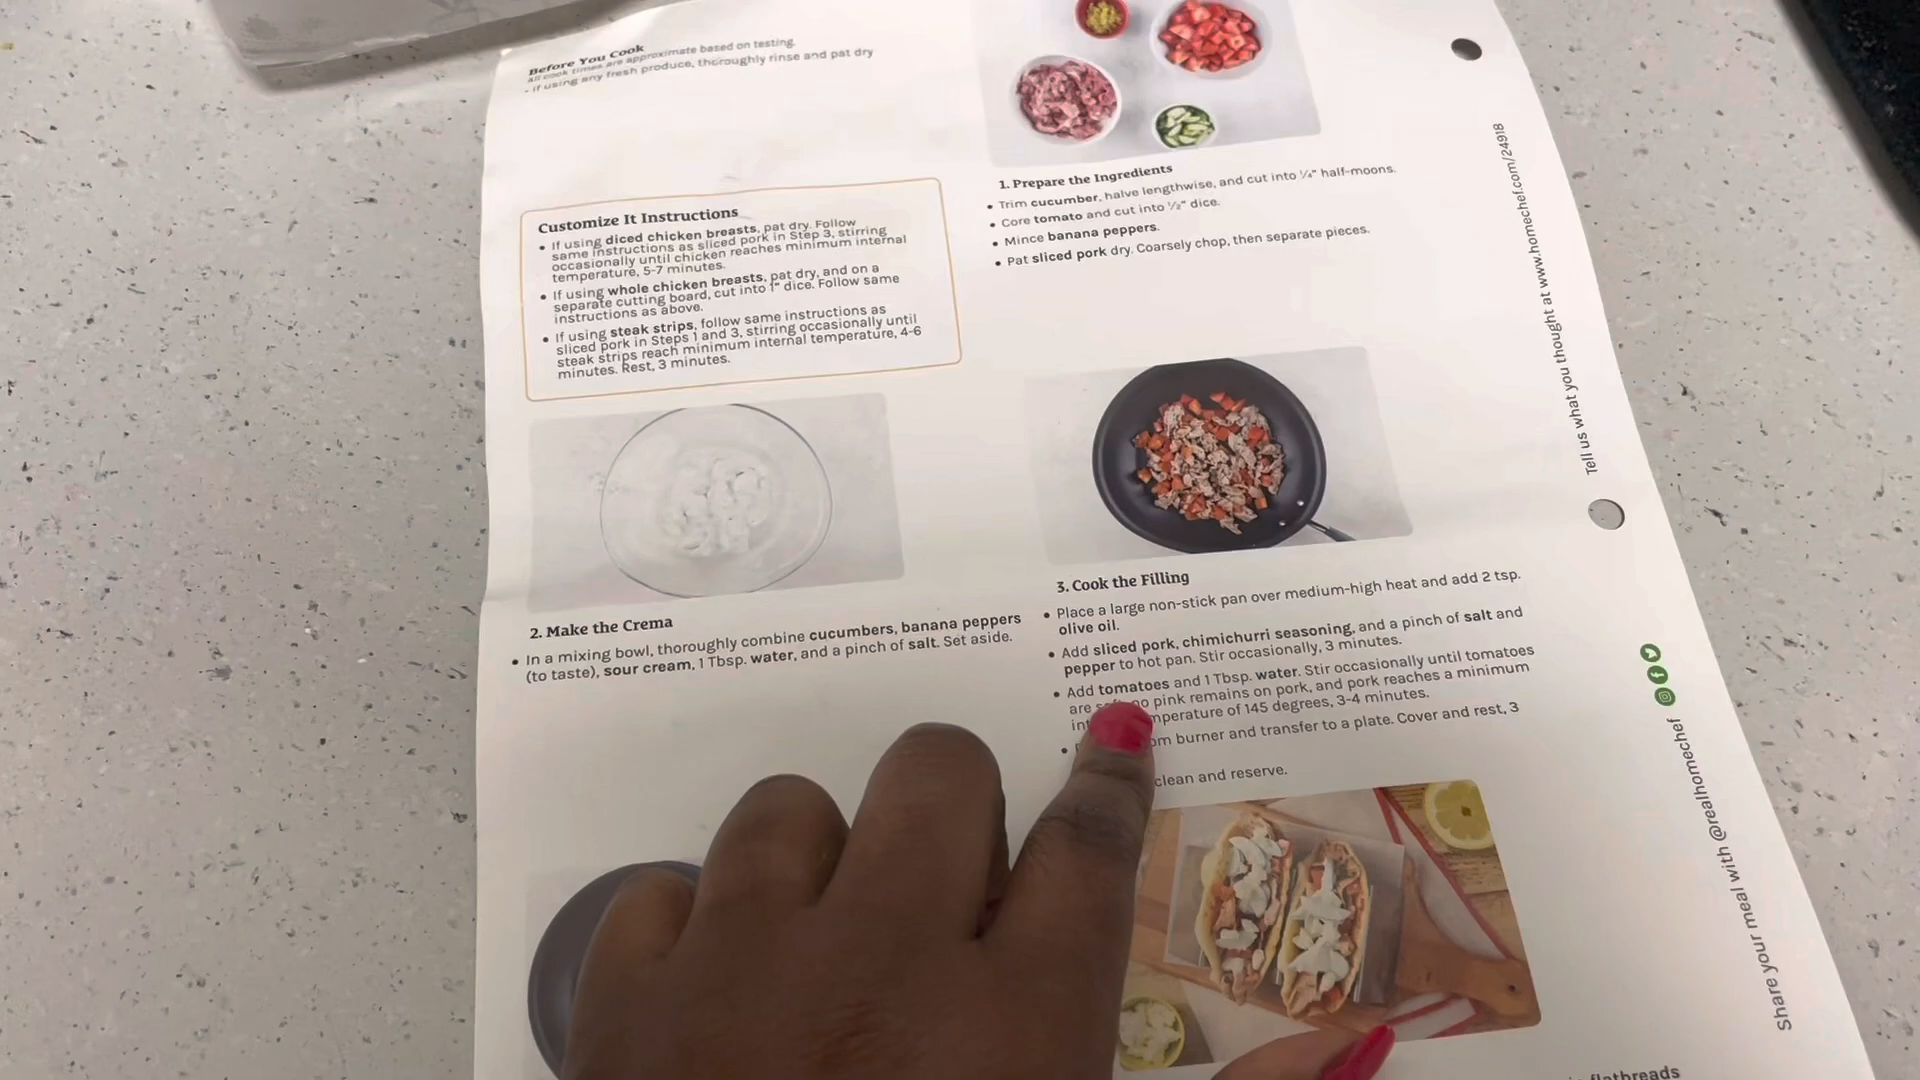 Before You Cook
All cook times are approximate based on testing.
- If using any fresh produce, thoroughly rinse and pat dry
Customize It Instructions
• If using diced chicken breasts, pat dry. Follow
same instructions as sliced pork in Step 3, stirring
occasionally until chicken reaches minimum internal
temperature, 5-7 minutes.
• If using whole chicken breasts, pat dry, and on a
separate cutting board, cut into 1" dice. Follow same
instructions as above.
• If using steak strips, follow same instructions as
sliced pork in Steps 1 and 3, stirring occasionally until
steak strips reach minimum internal temperature, 4-6
minutes. Rest, 3 minutes.
1. Prepare the Ingredients
• Trim cucumber, halve lengthwise, and cut into ¼" half-moons.
• Core tomato and cut into ½" dice.
• Mince banana peppers.
• Pat sliced pork dry. Coarsely chop, then separate pieces.
2. Make the Crema
• In a mixing bowl, thoroughly combine cucumbers, banana peppers
(to taste), sour cream, 1 Tbsp. water, and a pinch of salt. Set aside.
3. Cook the Filling
• Place a large non-stick pan over medium-high heat and add 2 tsp.
olive oil.
• Add sliced pork, chimichurri seasoning, and a pinch of salt and
pepper to hot pan. Stir occasionally, 3 minutes.
• Add tomatoes and 1 Tbsp. water. Stir occasionally until tomatoes
are no pink remains on pork, and pork reaches a minimum
temperature of 145 degrees, 3-4 minutes.
• burner and transfer to a plate. Cover and rest, 3
clean and reserve.
flatbreads
Tell us what you thought at www.homechef.com/24918
Share your meal with @realhomechef